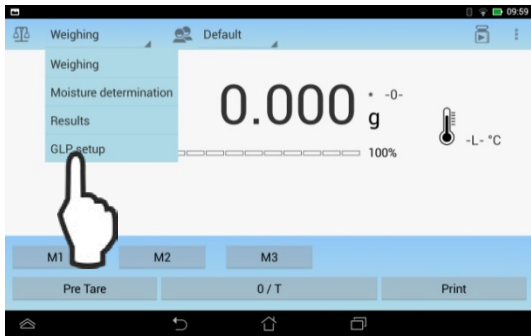 09:59
Weighing Default
Weighing
Moisture determination
Results
GLP setup
0.000 * -0-
g
-L- °C
100%
M1 M2 M3
Pre Tare 0 / T Print